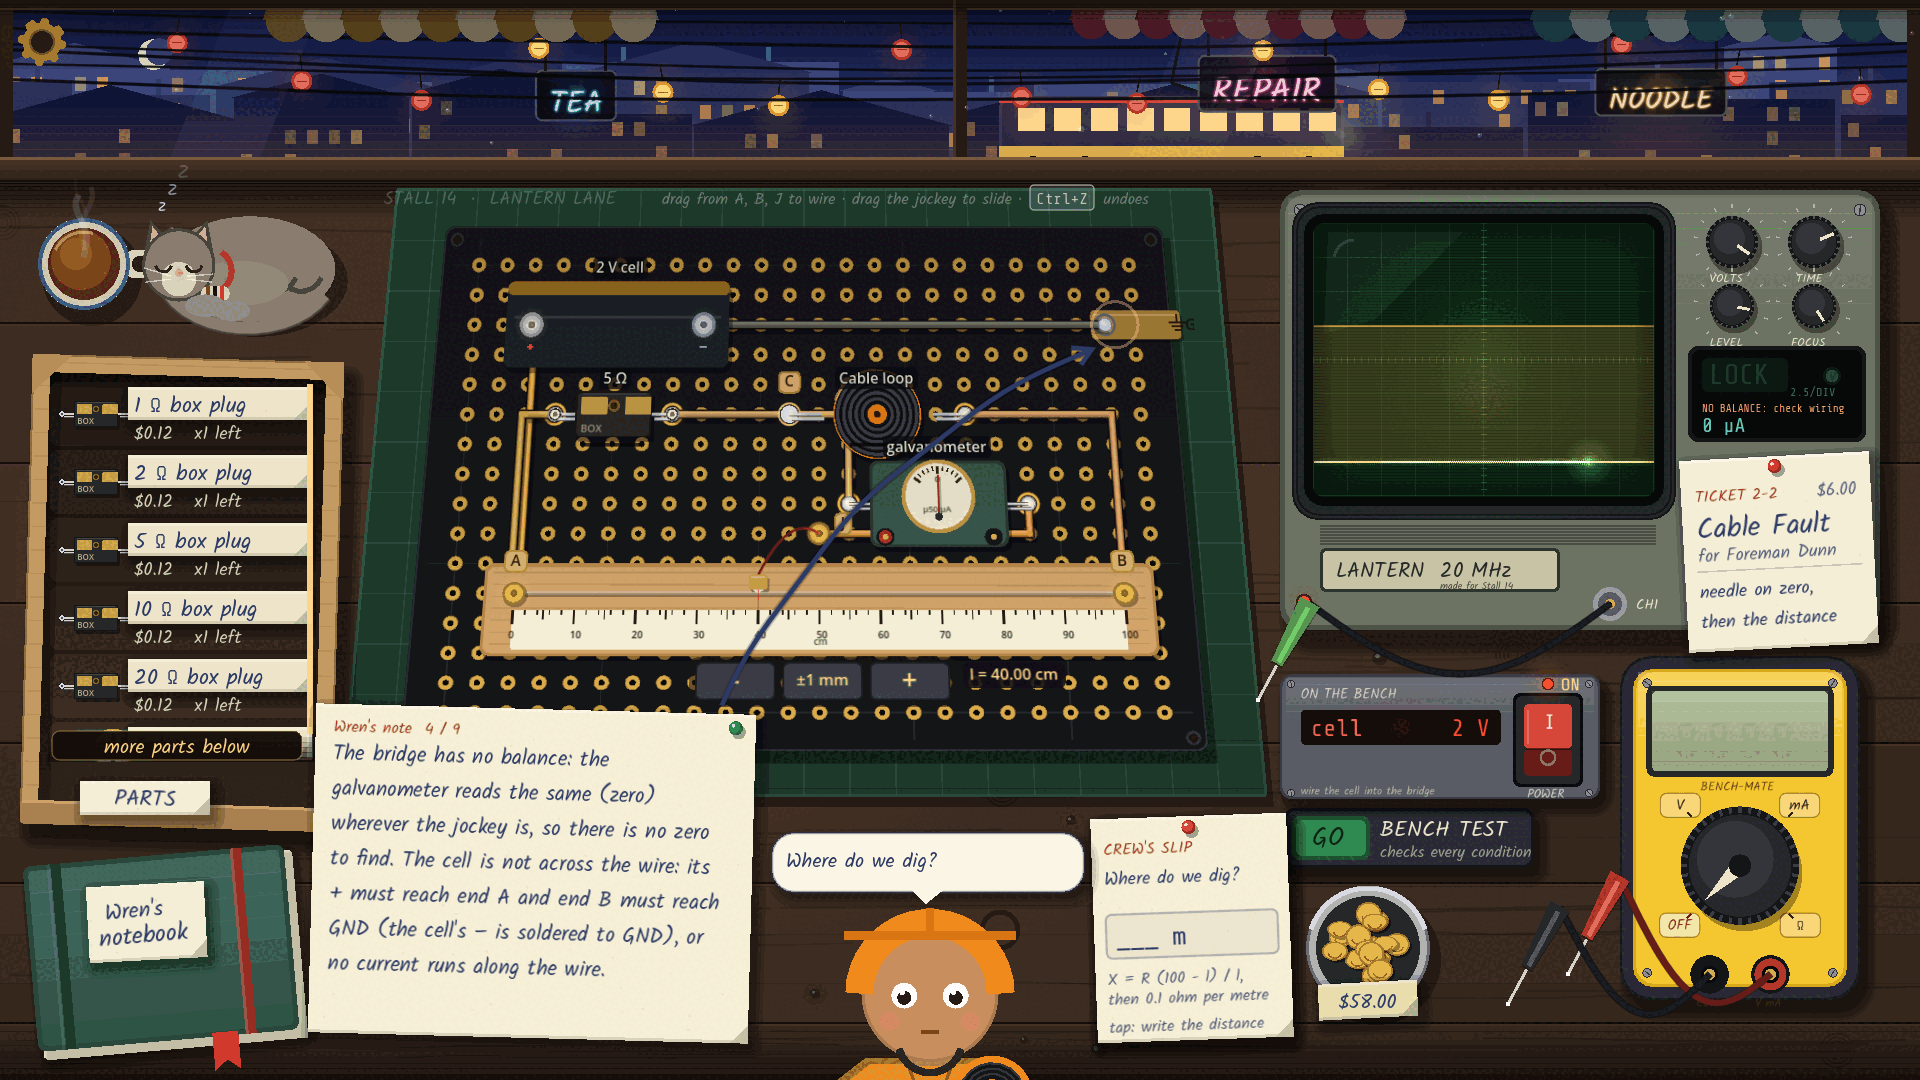 TEA
REPAIR
NOODLE
z
z
z
STALL 14 · LANTERN LANE
drag from A, B, J to wire · drag the jockey to slide · Ctrl+Z undoes
2 V cell
+
−
G
5 Ω
C
Cable loop
BOX
galvanometer
0
A
B
0 10 20 30 40 50 60 70 80 90 100
cm
-
±1 mm
+
l = 40.00 cm
1 Ω box plug
BOX
$0.12 x1 left
2 Ω box plug
BOX
$0.12 x1 left
5 Ω box plug
BOX
$0.12 x1 left
10 Ω box plug
BOX
$0.12 x1 left
20 Ω box plug
BOX
$0.12 x1 left
more parts below
PARTS
Wren's
notebook
Wren's note 4 / 9
The bridge has no balance: the
galvanometer reads the same (zero)
wherever the jockey is, so there is no zero
to find. The cell is not across the wire: its
+ must reach end A and end B must reach
GND (the cell's − is soldered to GND), or
no current runs along the wire.
Where do we dig?
CREW'S SLIP
Where do we dig?
___ m
X = R (100 - l) / l,
then 0.1 ohm per metre
tap: write the distance
VOLTS
TIME
LEVEL
FOCUS
LOCK
2.5/DIV
NO BALANCE: check wiring
0 µA
LANTERN 20 MHz
made for Stall 14
CH1
TICKET 2-2 $6.00
Cable Fault
for Foreman Dunn
needle on zero,
then the distance
ON THE BENCH
ON
cell 2 V
I
wire the cell into the bridge
POWER
GO
BENCH TEST
checks every condition
$58.00
BENCH-MATE
V
mA
OFF
Ω